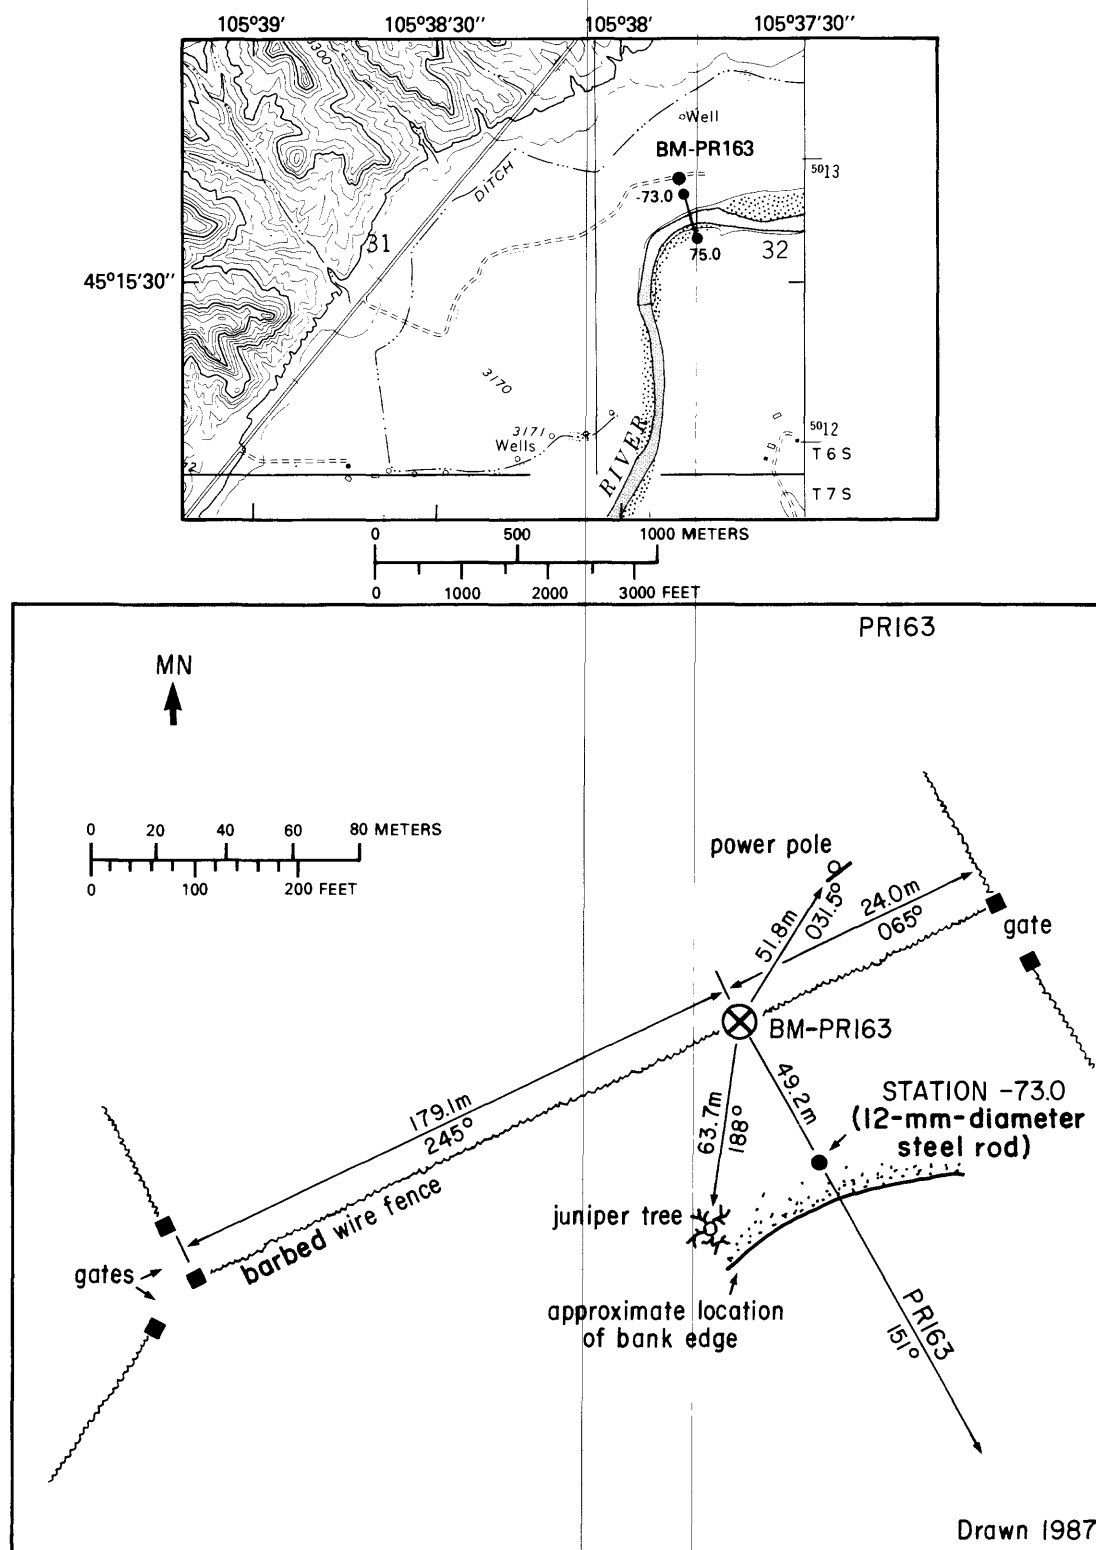 105°39' 105°38'30'' 105°38' 105°37'30''
3300
Well
BM-PR163
5013
DITCH
-73.0
31
32
75.0
45°15'30''
3170
3171
Wells
5012
T 6 S
72
RIVER
T 7 S
0 500 1000 METERS
0 1000 2000 3000 FEET
PR163
MN
0 20 40 60 80 METERS
0 100 200 FEET
power pole
51.8m
031.5°
24.0m
065°
gate
BM-PR163
49.2m
179.1m
245°
63.7m
188°
STATION -73.0
(12-mm-diameter
steel rod)
barbed wire fence
juniper tree
gates
approximate location
of bank edge
PR163
151°
Drawn 1987